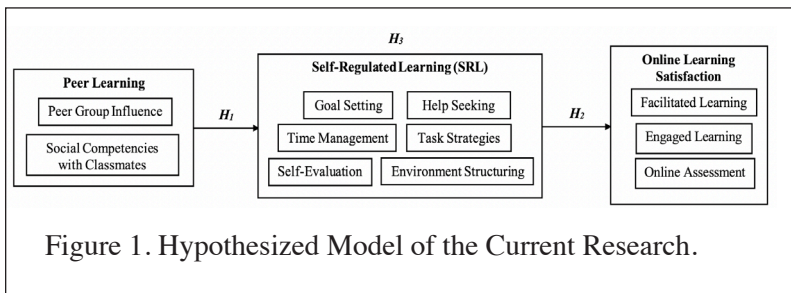 H3
Peer Learning
Peer Group Influence
Social Competencies
with Classmates
H1
Self-Regulated Learning (SRL)
Goal Setting
Help Seeking
Time Management
Task Strategies
Self-Evaluation
Environment Structuring
H2
Online Learning
Satisfaction
Facilitated Learning
Engaged Learning
Online Assessment
Figure 1. Hypothesized Model of the Current Research.